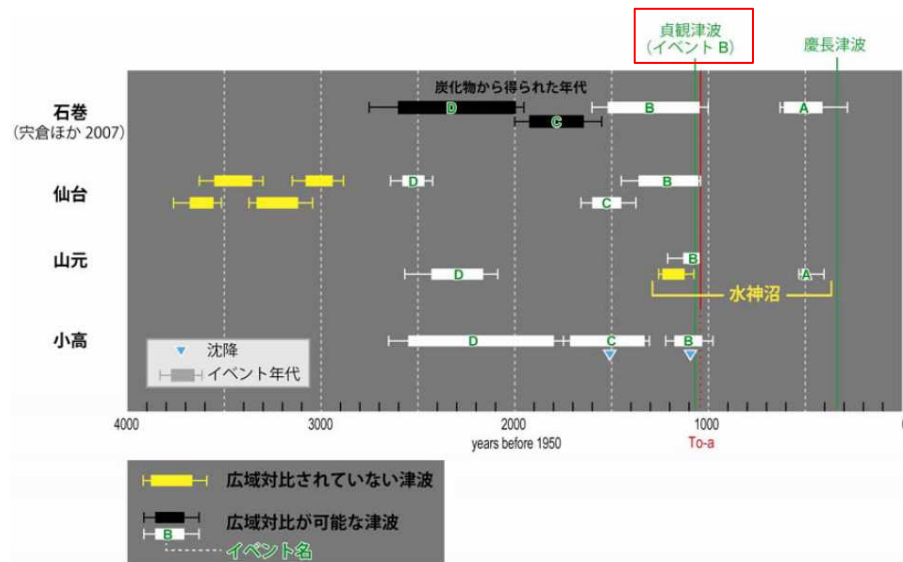 貞観津波
(イベント B)
慶長津波
炭化物から得られた年代
石巻
(宍倉ほか 2007)
D
C
B
A
仙台
D
C
B
山元
D
B
A
水神沼
小高
D
C
B
沈降
イベント年代
4000
3000
2000
1000
0
years before 1950
To-a
広域対比されていない津波
広域対比が可能な津波
B
イベント名